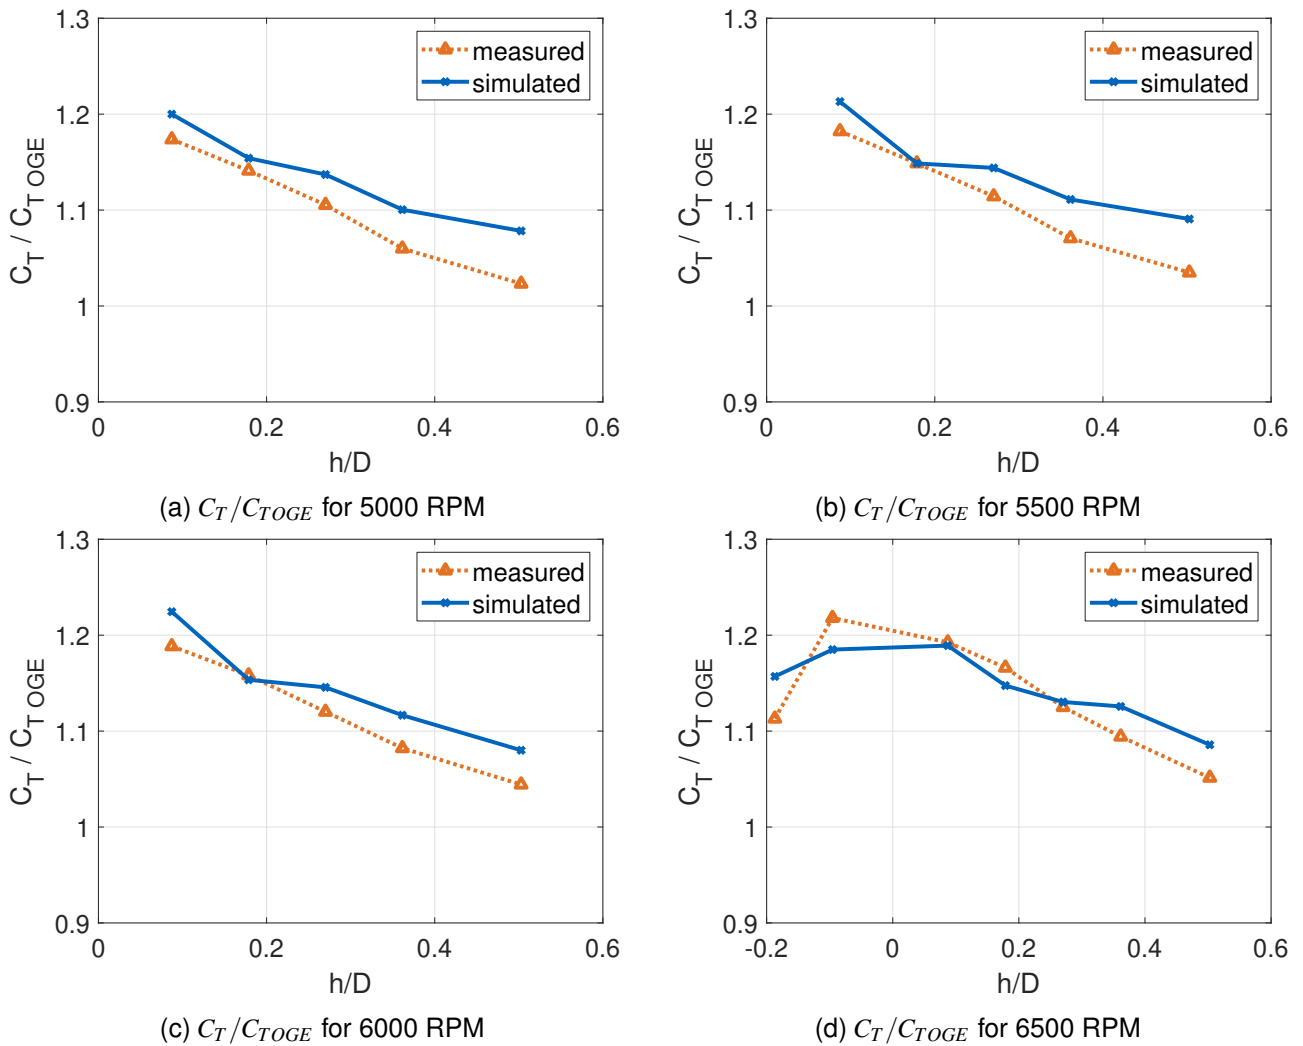 1.3
1.2
1.1
1
0.9
C_T / C_T OGE
measured
simulated
0 0.2 0.4 0.6
h/D
(a) C_T/C_TOGE for 5000 RPM
1.3
1.2
1.1
1
0.9
C_T / C_T OGE
measured
simulated
0 0.2 0.4 0.6
h/D
(b) C_T/C_TOGE for 5500 RPM
1.3
1.2
1.1
1
0.9
C_T / C_T OGE
measured
simulated
0 0.2 0.4 0.6
h/D
(c) C_T/C_TOGE for 6000 RPM
1.3
1.2
1.1
1
0.9
C_T / C_T OGE
measured
simulated
-0.2 0 0.2 0.4 0.6
h/D
(d) C_T/C_TOGE for 6500 RPM